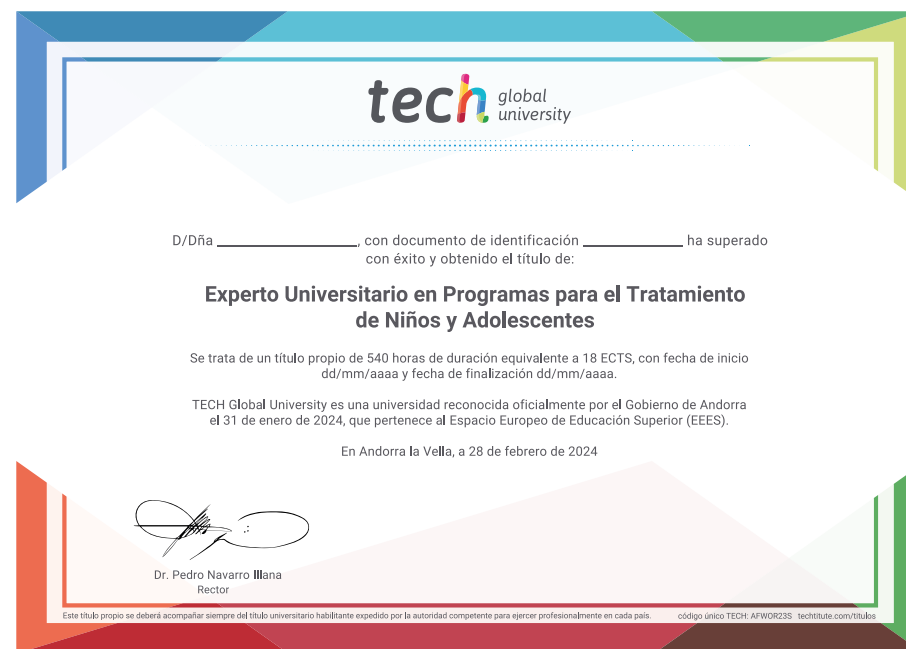 tech global university
D/Dña ____________________, con documento de identificación ______________ ha superado
con éxito y obtenido el título de:
Experto Universitario en Programas para el Tratamiento
de Niños y Adolescentes
Se trata de un título propio de 540 horas de duración equivalente a 18 ECTS, con fecha de inicio
dd/mm/aaaa y fecha de finalización dd/mm/aaaa.
TECH Global University es una universidad reconocida oficialmente por el Gobierno de Andorra
el 31 de enero de 2024, que pertenece al Espacio Europeo de Educación Superior (EEES).
En Andorra la Vella, a 28 de febrero de 2024
Dr. Pedro Navarro Illana
Rector
Este título propio se deberá acompañar siempre del título universitario habilitante expedido por la autoridad competente para ejercer profesionalmente en cada país. código único TECH: AFWOR23S techtitute.com/titulos